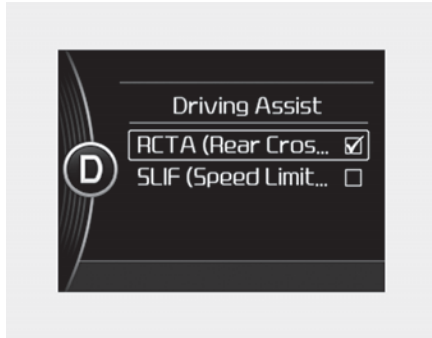 Driving Assist
D
RCTA (Rear Cros...
SLIF (Speed Limit...